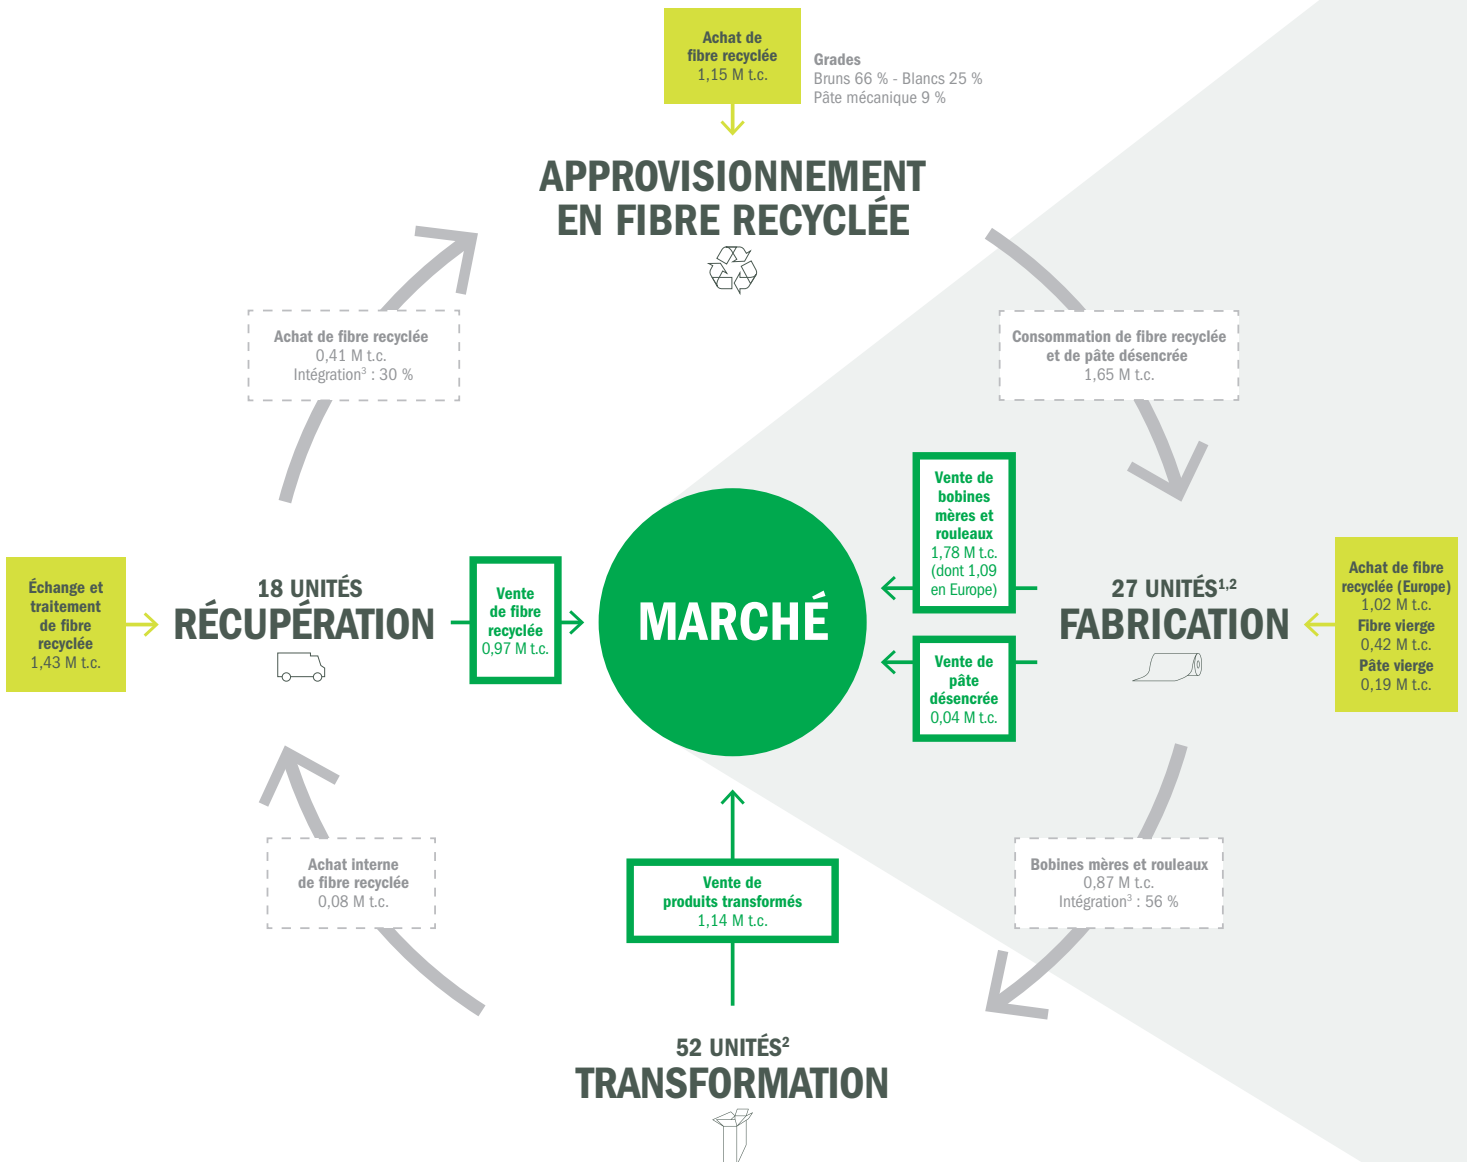 Achat de
fibre recyclée
1,15 M t.c.
Grades
Bruns 66 % - Blancs 25 %
Pâte mécanique 9 %
APPROVISIONNEMENT
EN FIBRE RECYCLÉE
Achat de fibre recyclée
0,41 M t.c.
Intégration³ : 30 %
Consommation de fibre recyclée
et de pâte désencrée
1,65 M t.c.
Échange et
traitement
de fibre
recyclée
1,43 M t.c.
18 UNITÉS
RÉCUPÉRATION
Vente
de fibre
recyclée
0,97 M t.c.
MARCHÉ
Vente de
bobines
mères et
rouleaux
1,78 M t.c.
(dont 1,09
en Europe)
Vente de
pâte
désencrée
0,04 M t.c.
27 UNITÉS¹,²
FABRICATION
Achat de fibre
recyclée (Europe)
1,02 M t.c.
Fibre vierge
0,42 M t.c.
Pâte vierge
0,19 M t.c.
Achat interne
de fibre recyclée
0,08 M t.c.
Vente de
produits transformés
1,14 M t.c.
Bobines mères et rouleaux
0,87 M t.c.
Intégration³ : 56 %
52 UNITÉS²
TRANSFORMATION